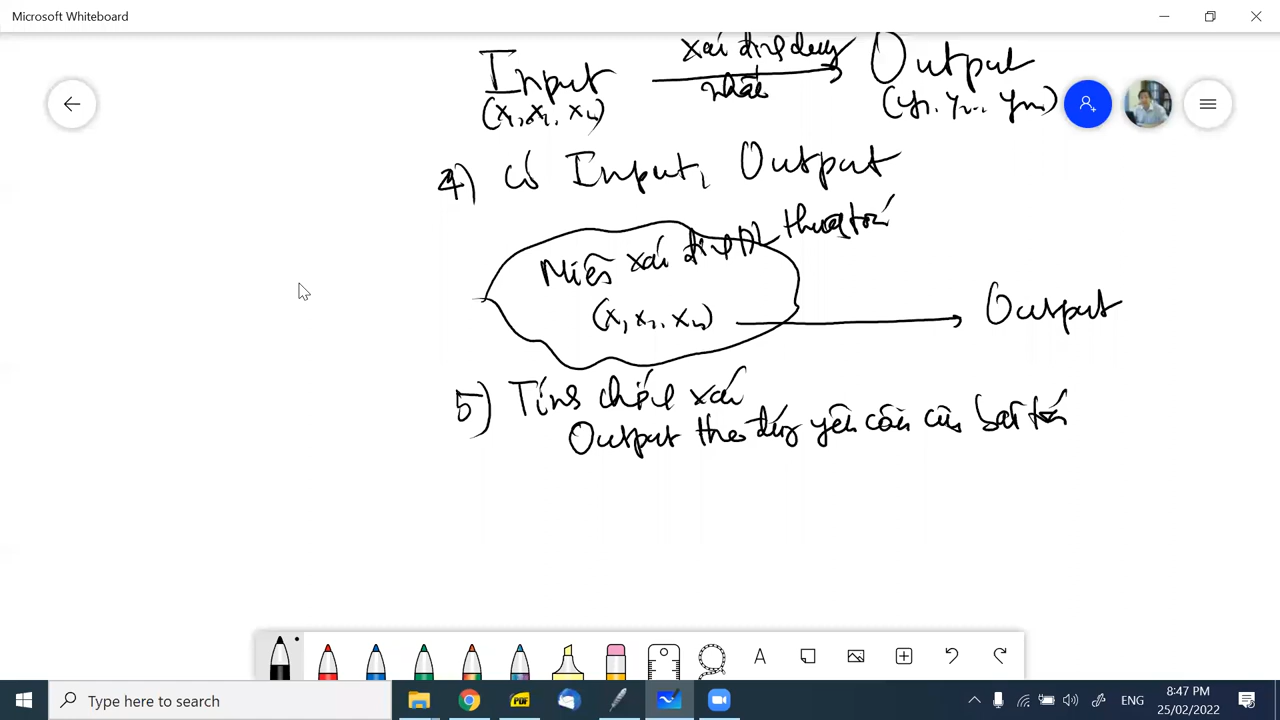 Microsoft Whiteboard
xác định duy nhất
Input Output
(x₁, x₂, xₙ) (y₁, yₙ, yₘ)
4) có Input, Output
Miền xác định thuật toán
(x, x₂, xₙ) Output
5) Tính chính xác
Output theo đúng yêu cầu của bài toán
A
Type here to search
PDF
ENG
8:47 PM
25/02/2022